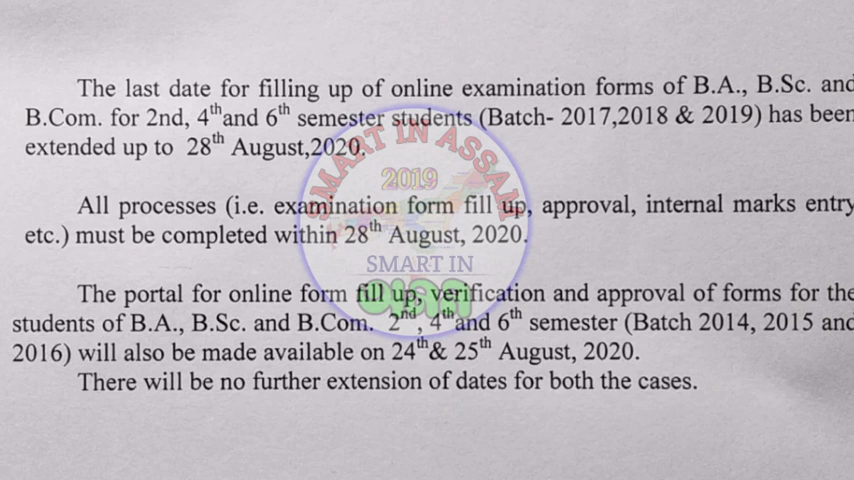 The last date for filling up of online examination forms of B.A., B.Sc. and
B.Com. for 2nd, 4th and 6th semester students (Batch- 2017,2018 & 2019) has been
extended up to 28th August,2020.
All processes (i.e. examination form fill up, approval, internal marks entry
etc.) must be completed within 28th August, 2020.
The portal for online form fill up, verification and approval of forms for the
students of B.A., B.Sc. and B.Com. 2nd, 4th and 6th semester (Batch 2014, 2015 and
2016) will also be made available on 24th & 25th August, 2020.
There will be no further extension of dates for both the cases.
SMART IN ASSAM
2019
SMART IN